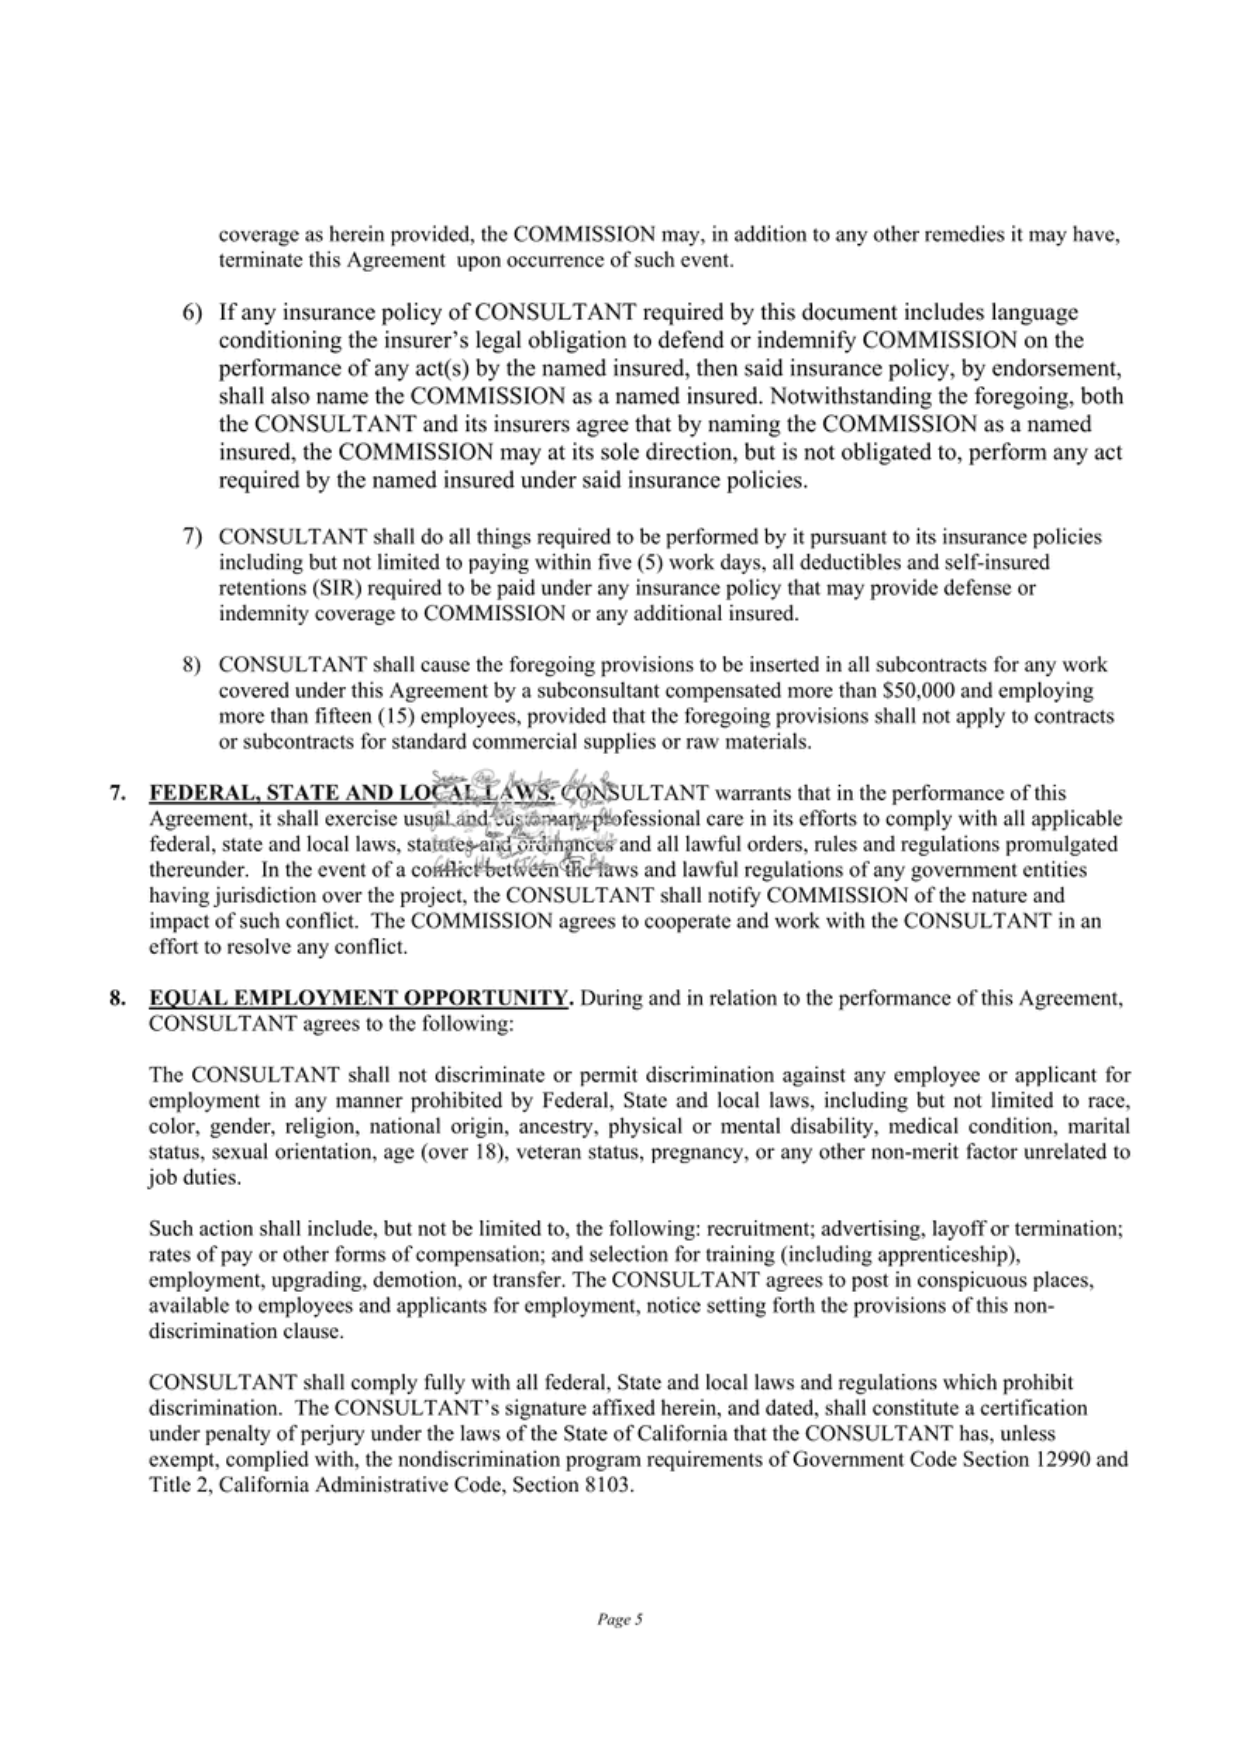 coverage as herein provided, the COMMISSION may, in addition to any other remedies it may have,
terminate this Agreement upon occurrence of such event.
6) If any insurance policy of CONSULTANT required by this document includes language
conditioning the insurer's legal obligation to defend or indemnify COMMISSION on the
performance of any act(s) by the named insured, then said insurance policy, by endorsement,
shall also name the COMMISSION as a named insured. Notwithstanding the foregoing, both
the CONSULTANT and its insurers agree that by naming the COMMISSION as a named
insured, the COMMISSION may at its sole direction, but is not obligated to, perform any act
required by the named insured under said insurance policies.
7) CONSULTANT shall do all things required to be performed by it pursuant to its insurance policies
including but not limited to paying within five (5) work days, all deductibles and self-insured
retentions (SIR) required to be paid under any insurance policy that may provide defense or
indemnity coverage to COMMISSION or any additional insured.
8) CONSULTANT shall cause the foregoing provisions to be inserted in all subcontracts for any work
covered under this Agreement by a subconsultant compensated more than $50,000 and employing
more than fifteen (15) employees, provided that the foregoing provisions shall not apply to contracts
or subcontracts for standard commercial supplies or raw materials.
7. FEDERAL, STATE AND LOCAL LAWS. CONSULTANT warrants that in the performance of this
Agreement, it shall exercise usual and customary professional care in its efforts to comply with all applicable
federal, state and local laws, statutes and ordinances and all lawful orders, rules and regulations promulgated
thereunder. In the event of a conflict between the laws and lawful regulations of any government entities
having jurisdiction over the project, the CONSULTANT shall notify COMMISSION of the nature and
impact of such conflict. The COMMISSION agrees to cooperate and work with the CONSULTANT in an
effort to resolve any conflict.
8. EQUAL EMPLOYMENT OPPORTUNITY. During and in relation to the performance of this Agreement,
CONSULTANT agrees to the following:
The CONSULTANT shall not discriminate or permit discrimination against any employee or applicant for
employment in any manner prohibited by Federal, State and local laws, including but not limited to race,
color, gender, religion, national origin, ancestry, physical or mental disability, medical condition, marital
status, sexual orientation, age (over 18), veteran status, pregnancy, or any other non-merit factor unrelated to
job duties.
Such action shall include, but not be limited to, the following: recruitment; advertising, layoff or termination;
rates of pay or other forms of compensation; and selection for training (including apprenticeship),
employment, upgrading, demotion, or transfer. The CONSULTANT agrees to post in conspicuous places,
available to employees and applicants for employment, notice setting forth the provisions of this non-
discrimination clause.
CONSULTANT shall comply fully with all federal, State and local laws and regulations which prohibit
discrimination. The CONSULTANT's signature affixed herein, and dated, shall constitute a certification
under penalty of perjury under the laws of the State of California that the CONSULTANT has, unless
exempt, complied with, the nondiscrimination program requirements of Government Code Section 12990 and
Title 2, California Administrative Code, Section 8103.
Page 5